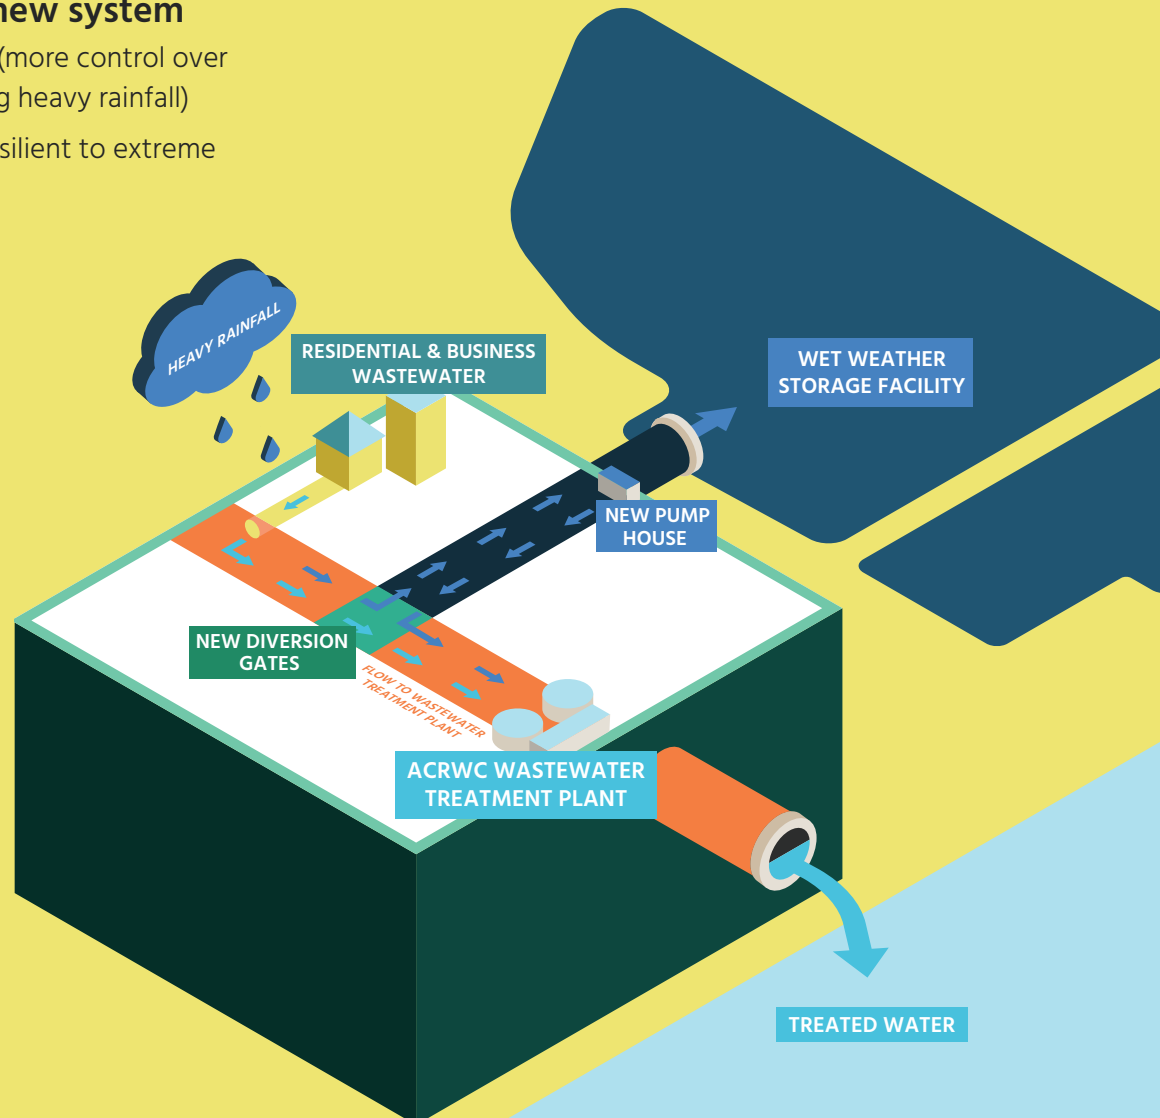 new system
(more control over
g heavy rainfall)
silient to extreme
HEAVY RAINFALL
RESIDENTIAL & BUSINESS
WASTEWATER
WET WEATHER
STORAGE FACILITY
NEW PUMP
HOUSE
NEW DIVERSION
GATES
FLOW TO WASTEWATER
TREATMENT PLANT
ACRWC WASTEWATER
TREATMENT PLANT
TREATED WATER